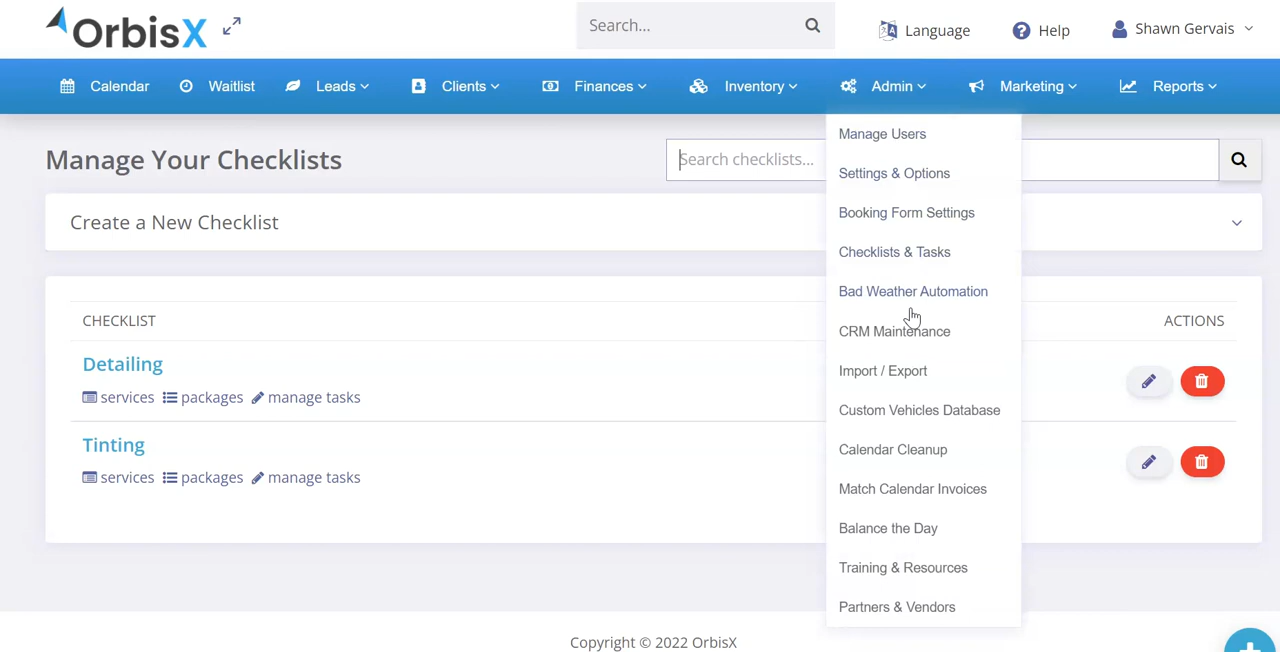 OrbisX
Search...
Language
Help
Shawn Gervais
Calendar
Waitlist
Leads
Clients
Finances
Inventory
Admin
Marketing
Reports
Manage Your Checklists
Search checklists...
Create a New Checklist
CHECKLIST
ACTIONS
Detailing
services packages manage tasks
Tinting
services packages manage tasks
Manage Users
Settings & Options
Booking Form Settings
Checklists & Tasks
Bad Weather Automation
CRM Maintenance
Import / Export
Custom Vehicles Database
Calendar Cleanup
Match Calendar Invoices
Balance the Day
Training & Resources
Partners & Vendors
Copyright © 2022 OrbisX